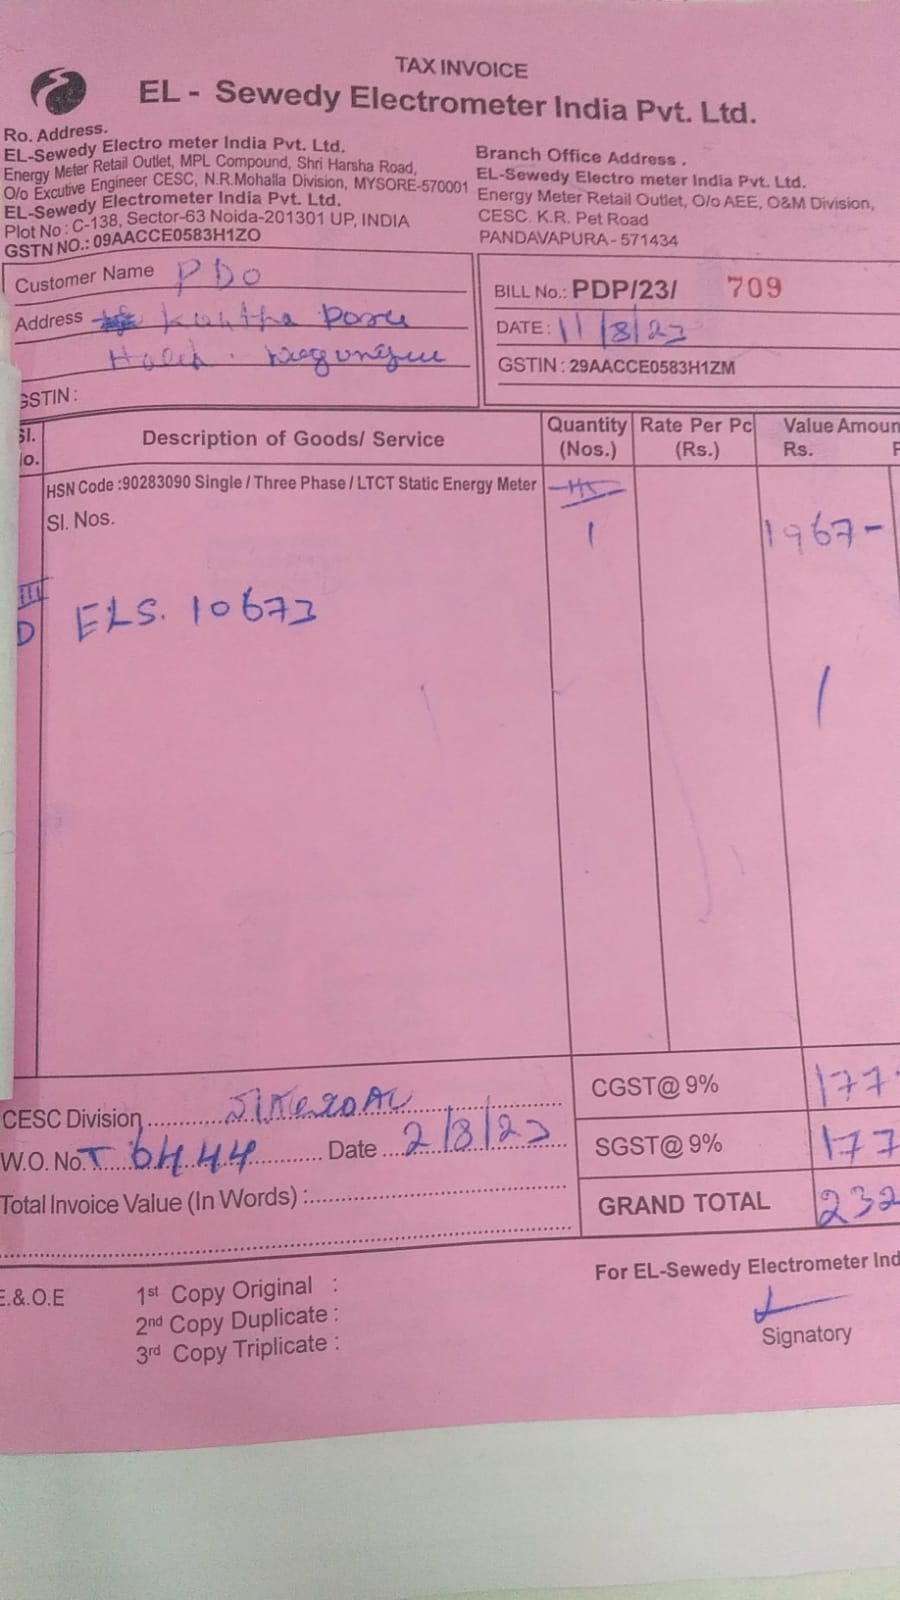 TAX INVOICE
EL - Sewedy Electrometer India Pvt. Ltd.
Ro. Address.
EL-Sewedy Electro meter India Pvt. Ltd.
Energy Meter Retail Outlet, MPL Compound, Shri Harsha Road,
O/o Excutive Engineer CESC, N.R.Mohalla Division, MYSORE-570001
EL-Sewedy Electrometer India Pvt. Ltd.
Plot No : C-138, Sector-63 Noida-201301 UP, INDIA
GSTN NO.: 09AACCE0583H1ZO
Branch Office Address .
EL-Sewedy Electro meter India Pvt. Ltd.
Energy Meter Retail Outlet, O/o AEE, O&M Division,
CESC. K.R. Pet Road
PANDAVAPURA - 571434
Customer Name PDO
Address
GSTIN :
BILL No.: PDP/23/ 709
DATE : 11/8/23
GSTIN : 29AACCE0583H1ZM
Sl. No. Description of Goods/ Service Quantity (Nos.) Rate Per Pc (Rs.) Value Amoun Rs.
HSN Code :90283090 Single / Three Phase / LTCT Static Energy Meter
Sl. Nos. 1 1967-
III
D ELS. 10673
CGST@ 9% 177
SGST@ 9% 177
GRAND TOTAL 232
CESC Division
W.O. No. T 6444 Date 2/8/23
Total Invoice Value (In Words) :
E.&.O.E
1st Copy Original :
2nd Copy Duplicate :
3rd Copy Triplicate :
For EL-Sewedy Electrometer Ind
Signatory